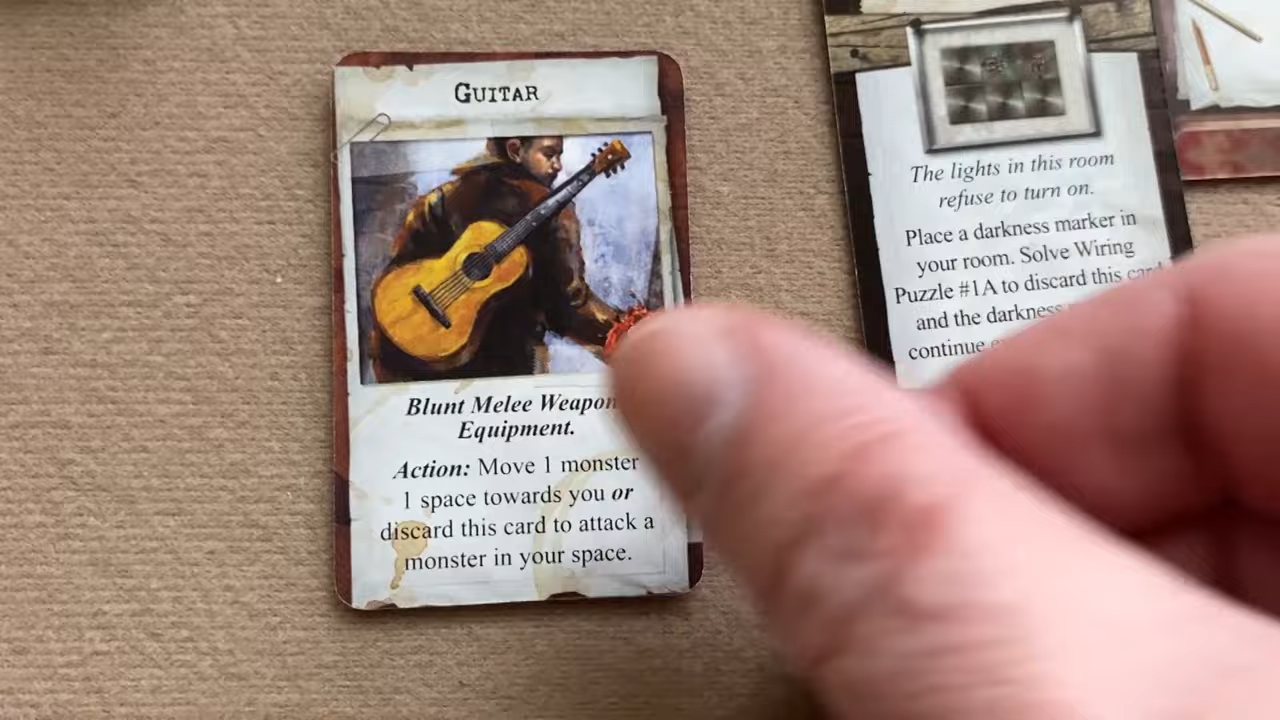 GUITAR
Blunt Melee Weapon
Equipment.
Action: Move 1 monster
1 space towards you or
discard this card to attack a
monster in your space.
The lights in this room
refuse to turn on.
Place a darkness marker in
your room. Solve Wiring
Puzzle #1A to discard this card
and the darkness
continue